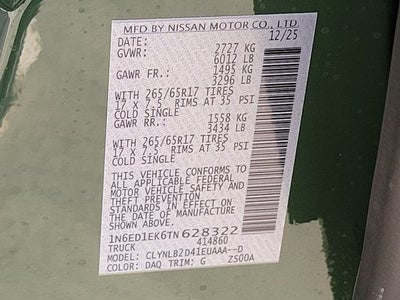 MFD BY NISSAN MOTOR CO., LTD.
DATE: 12/25
GVWR: 2727 KG
6012 LB
GAWR FR.: 1495 KG
3296 LB
WITH 265/65R17 TIRES
17 X 7.5 RIMS AT 35 PSI
COLD SINGLE
GAWR RR.: 1558 KG
3434 LB
WITH 265/65R17 TIRES
17 X 7.5 RIMS AT 35 PSI
COLD SINGLE
THIS VEHICLE CONFORMS TO
ALL APPLICABLE FEDERAL
MOTOR VEHICLE SAFETY AND
THEFT PREVENTION
STANDARDS IN EFFECT ON
THE DATE OF MANUFACTURE
SHOWN ABOVE
1N6ED1EK6TN628322
TRUCK 414860
MODEL: CLYNLB2D41EUAAA--D
COLOR: DAQ TRIM: G ZS00A